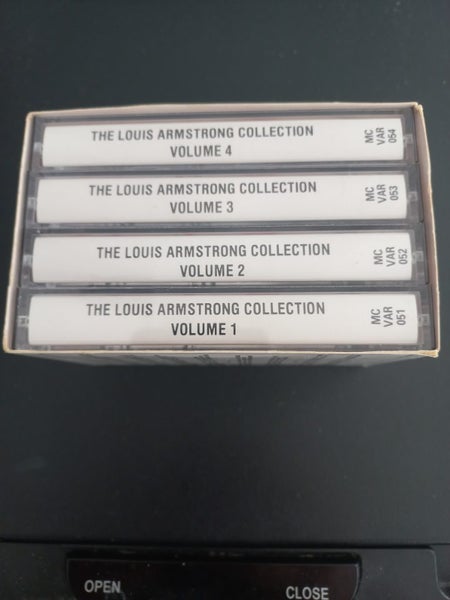 THE LOUIS ARMSTRONG COLLECTION
VOLUME 4
MC
VAR
054
THE LOUIS ARMSTRONG COLLECTION
VOLUME 3
MC
VAR
053
THE LOUIS ARMSTRONG COLLECTION
VOLUME 2
MC
VAR
052
THE LOUIS ARMSTRONG COLLECTION
VOLUME 1
MC
VAR
051
OPEN
CLOSE